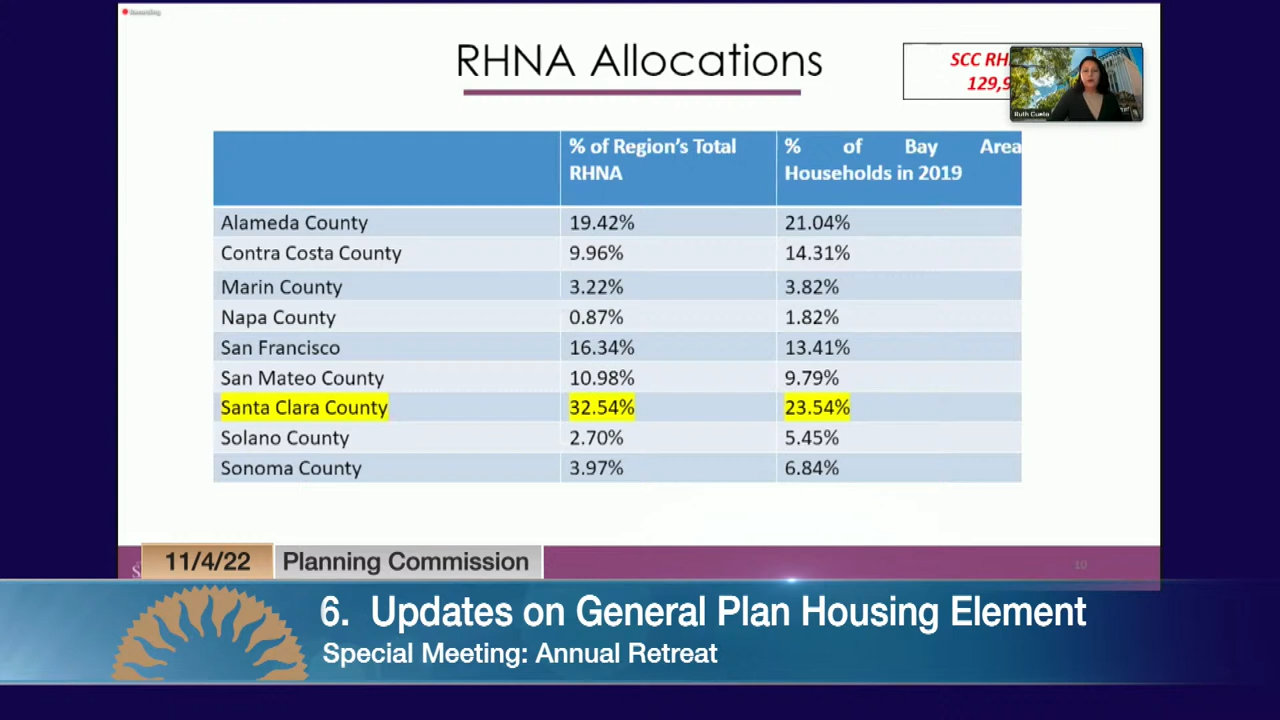 Recording
RHNA Allocations
SCC RH
129,9
Ruth Cueto
% of Region's Total RHNA
% of Bay Area Households in 2019
Alameda County 19.42% 21.04%
Contra Costa County 9.96% 14.31%
Marin County 3.22% 3.82%
Napa County 0.87% 1.82%
San Francisco 16.34% 13.41%
San Mateo County 10.98% 9.79%
Santa Clara County 32.54% 23.54%
Solano County 2.70% 5.45%
Sonoma County 3.97% 6.84%
10
11/4/22 Planning Commission
6. Updates on General Plan Housing Element
Special Meeting: Annual Retreat